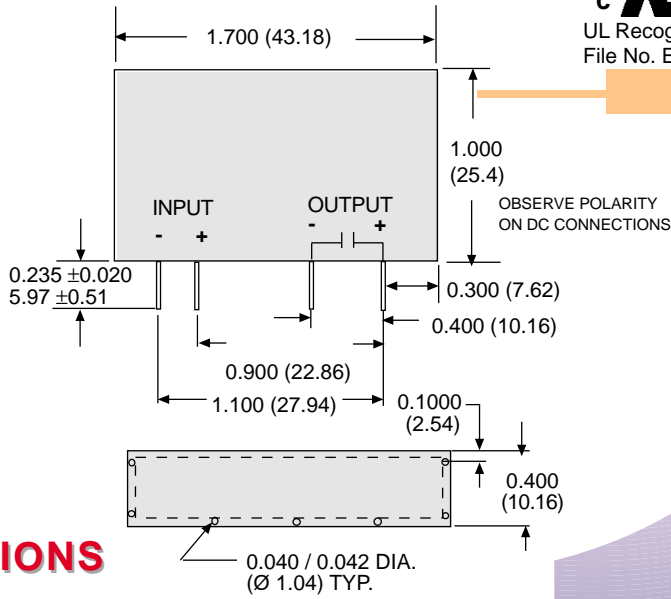 C
1.700 (43.18)
UL Recog
File No. E
1.000
(25.4)
INPUT
OUTPUT
- +
- +
OBSERVE POLARITY
ON DC CONNECTIONS
0.235 ±0.020
5.97 ±0.51
0.300 (7.62)
0.400 (10.16)
0.900 (22.86)
1.100 (27.94)
0.1000
(2.54)
0.400
(10.16)
IONS
0.040 / 0.042 DIA.
(Ø 1.04) TYP.